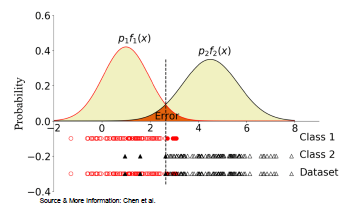 0.6
p₁f₁(x)
p₂f₂(x)
0.4
0.2
Probability
Error
0.0
−2 0 2 4 6 8
Class 1
−0.2
Class 2
Dataset
−0.4
Source & More Information: Chen et al.